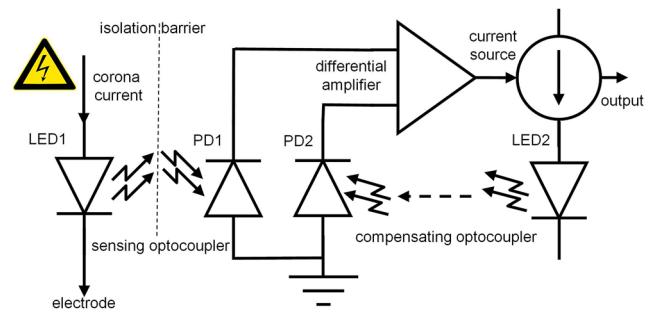 isolation barrier
corona
current
LED1
PD1
PD2
differential
amplifier
current
source
output
LED2
sensing optocoupler
compensating optocoupler
electrode